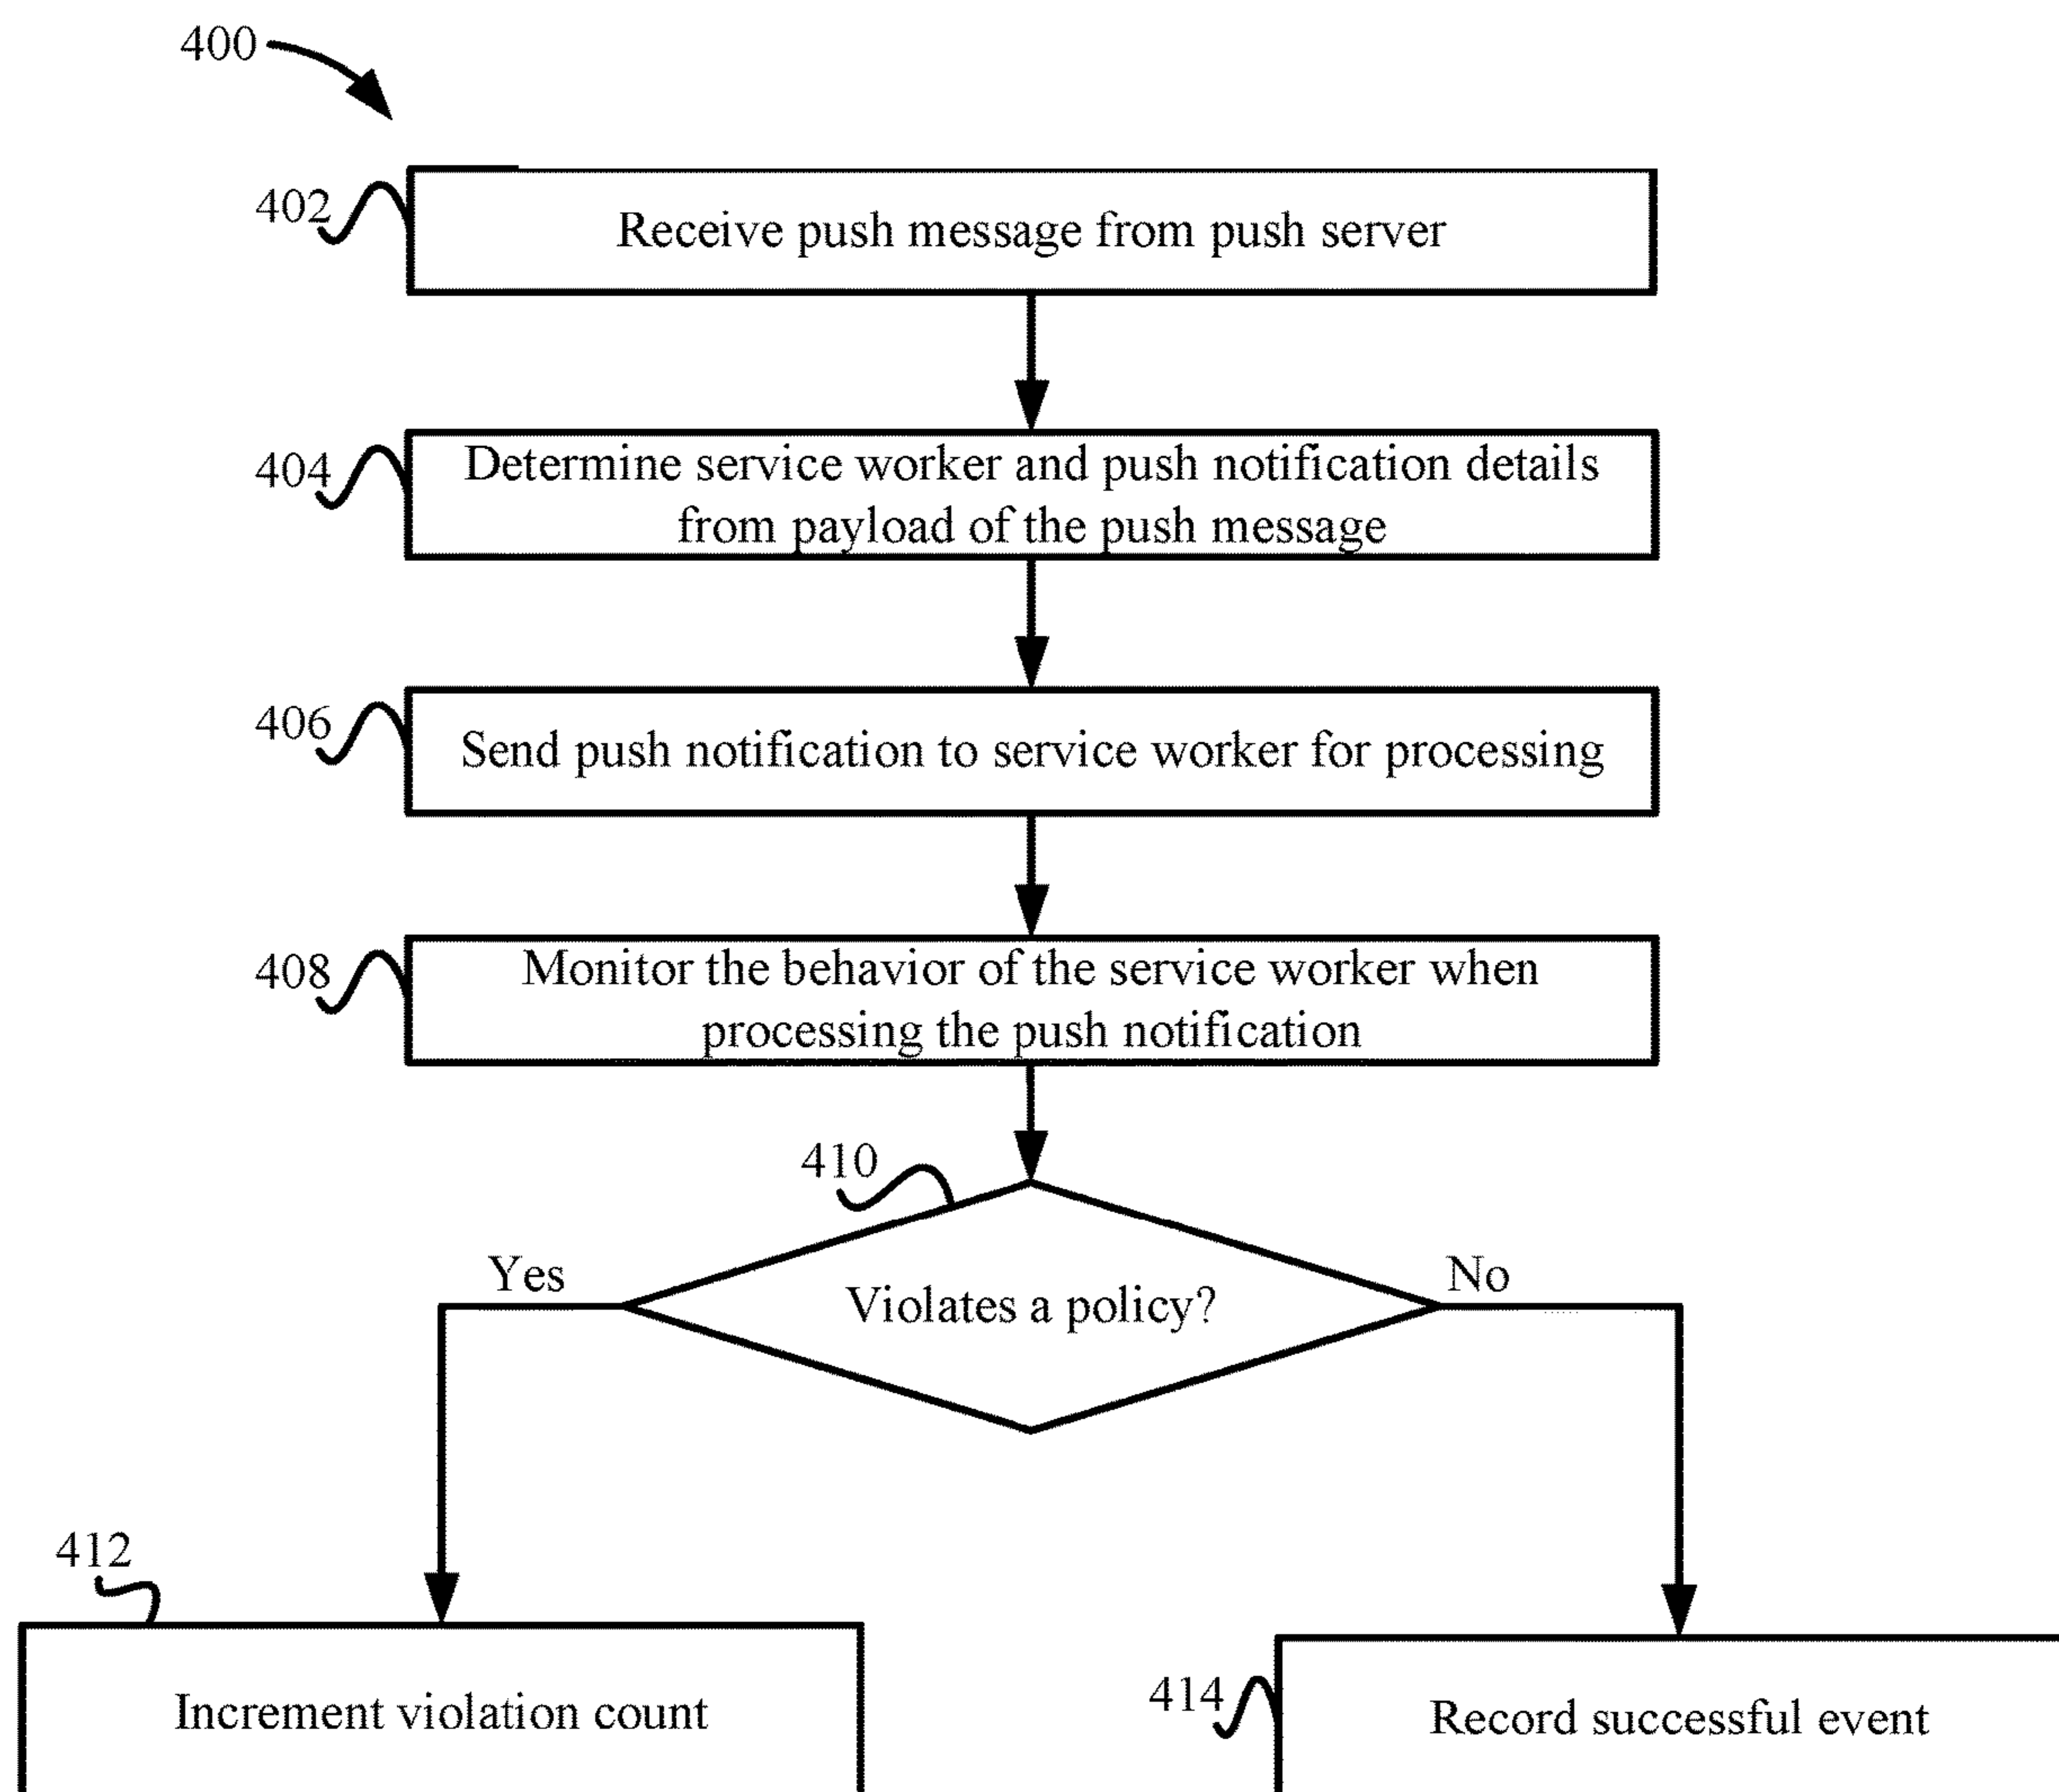 400
402
Receive push message from push server
404
Determine service worker and push notification details
from payload of the push message
406
Send push notification to service worker for processing
408
Monitor the behavior of the service worker when
processing the push notification
410
Yes
Violates a policy?
No
412
Increment violation count
414
Record successful event